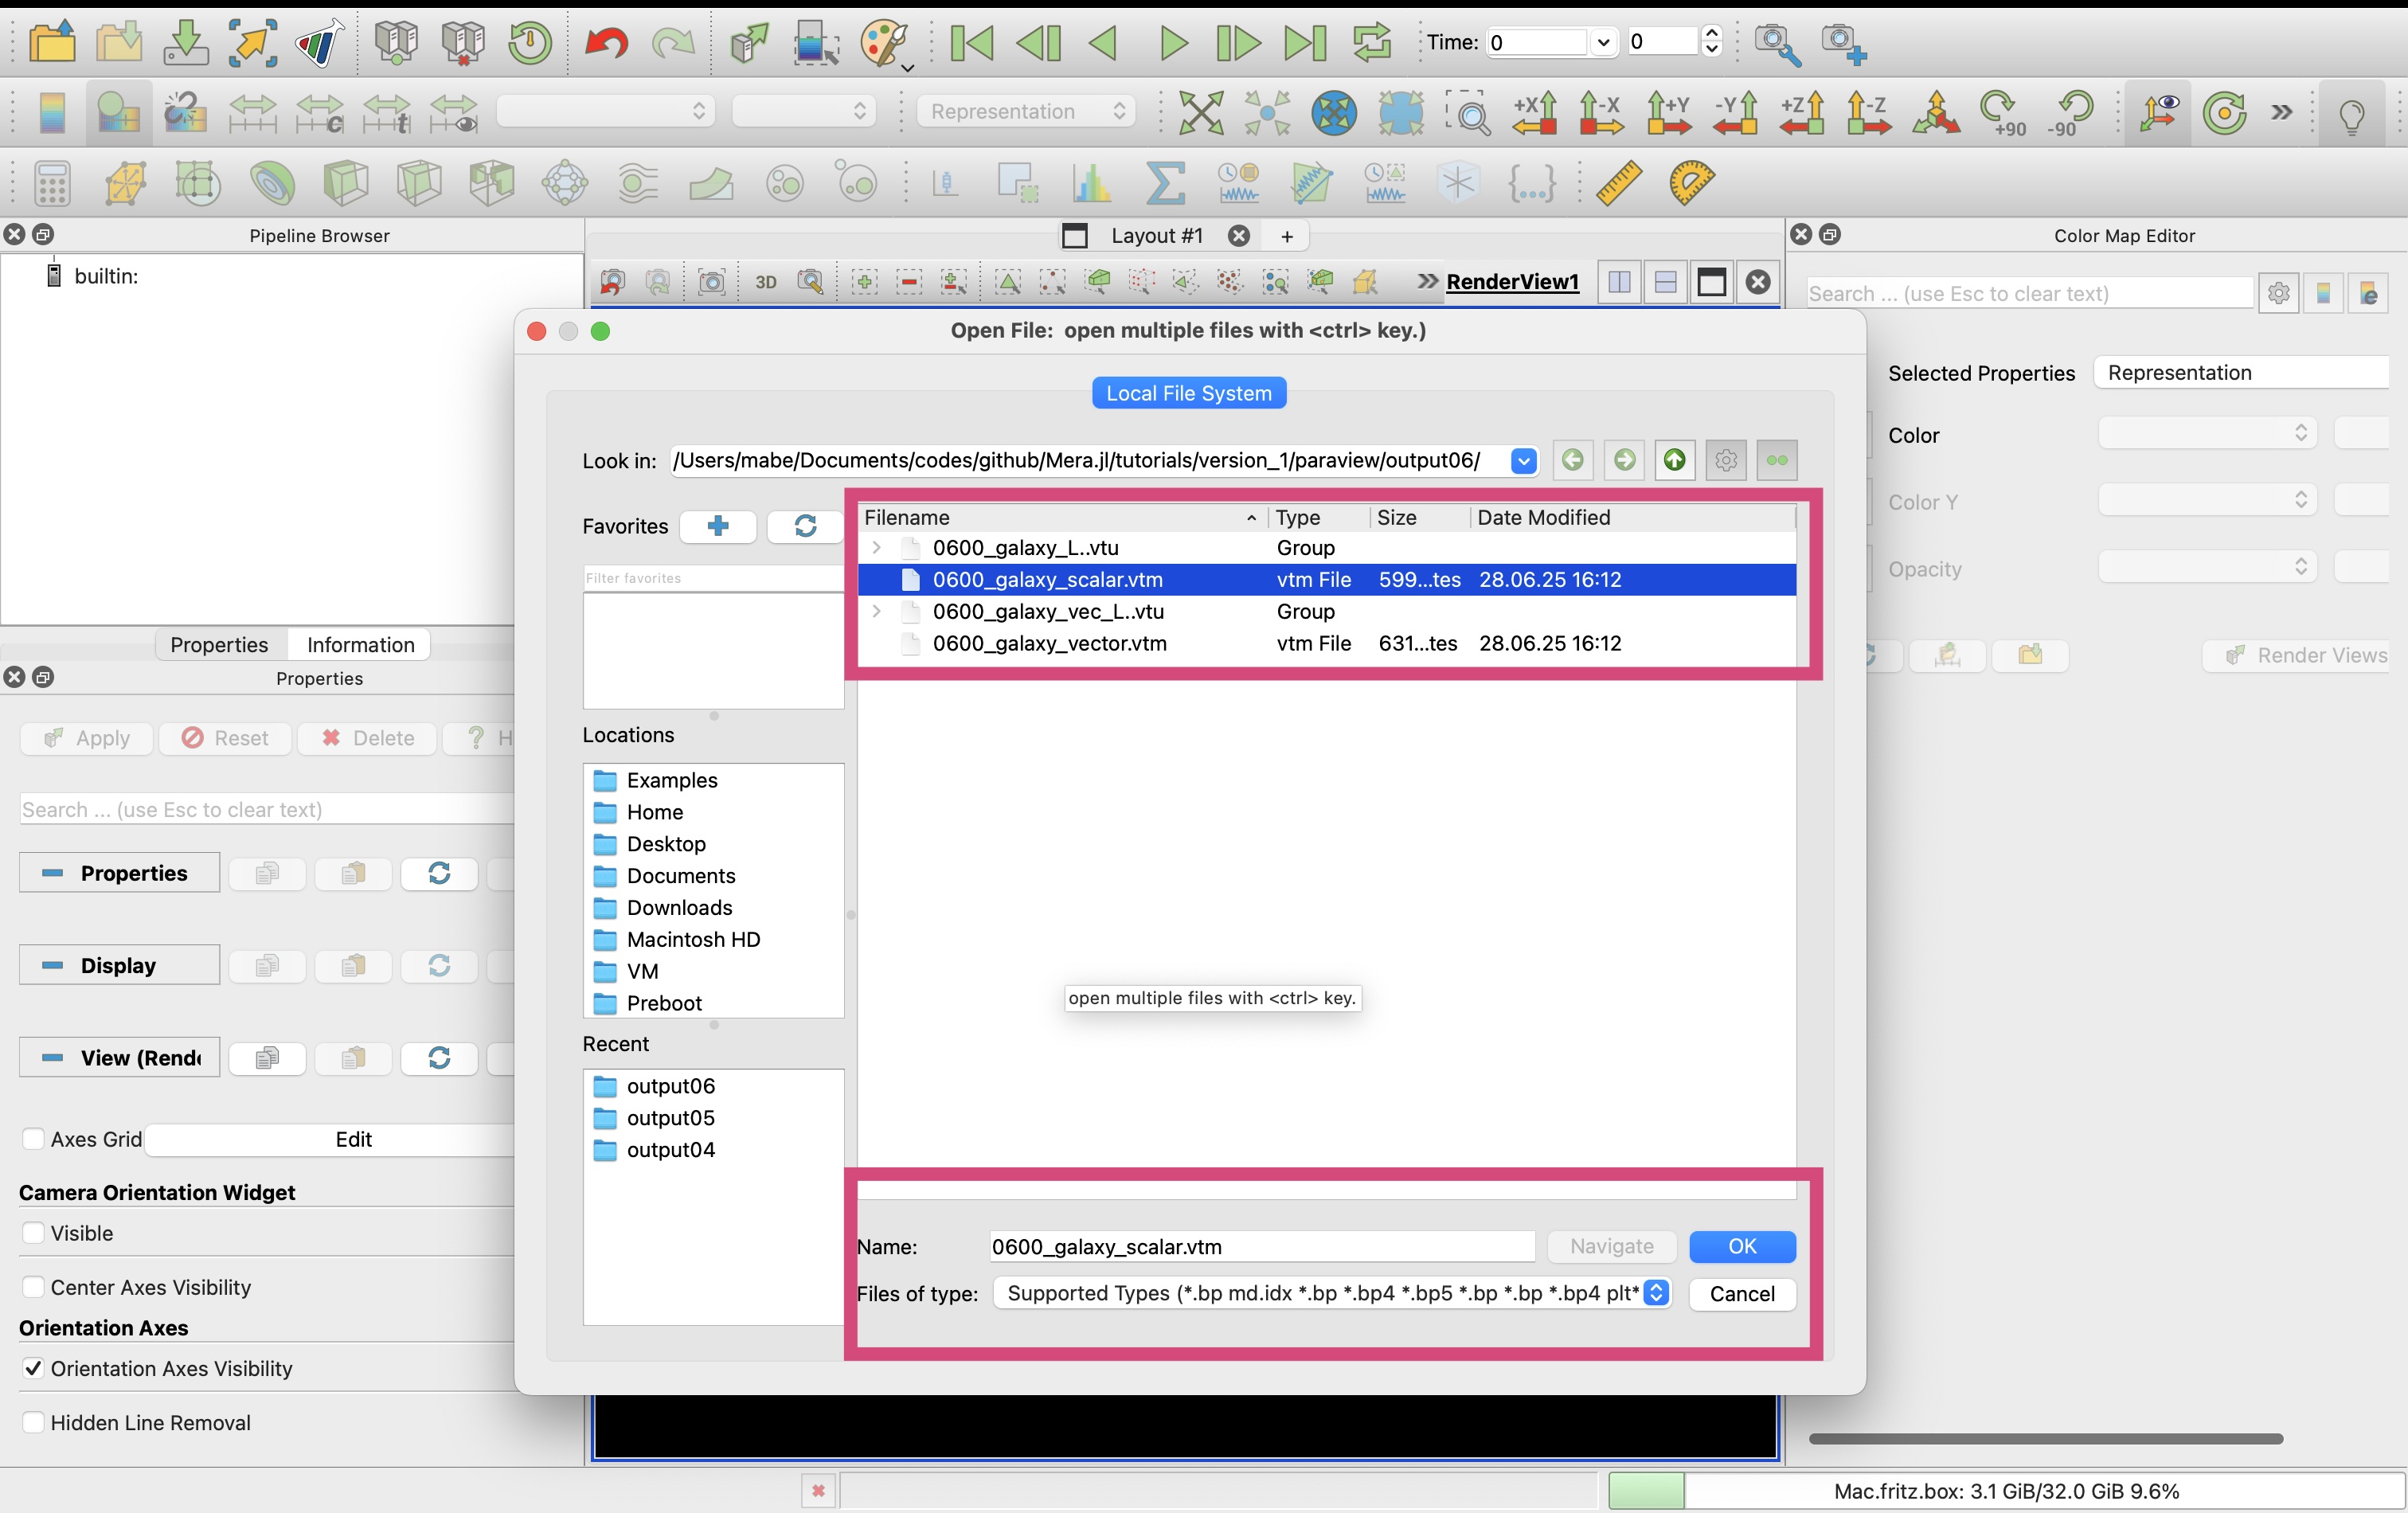 Time: 0 0
Representation
+X -X +Y -Y +Z -Z +90 -90
Pipeline Browser
Layout #1 +
Color Map Editor
builtin:
3D
RenderView1
Search ... (use Esc to clear text)
Open File:  open multiple files with <ctrl> key.)
Local File System
Look in: /Users/mabe/Documents/codes/github/Mera.jl/tutorials/version_1/paraview/output06/
Favorites
Filter favorites
Filename Type Size Date Modified
0600_galaxy_L..vtu Group
0600_galaxy_scalar.vtm vtm File 599...tes 28.06.25 16:12
0600_galaxy_vec_L..vtu Group
0600_galaxy_vector.vtm vtm File 631...tes 28.06.25 16:12
Locations
Examples
Home
Desktop
Documents
Downloads
Macintosh HD
VM
Preboot
open multiple files with <ctrl> key.
Recent
output06
output05
output04
Name: 0600_galaxy_scalar.vtm Navigate OK
Files of type: Supported Types (*.bp md.idx *.bp *.bp4 *.bp5 *.bp *.bp *.bp4 plt* Cancel
Selected Properties Representation
Color
Color Y
Opacity
Render Views
Properties Information
Properties
Apply Reset Delete ? H
Search ... (use Esc to clear text)
Properties
Display
View (Rend
Axes Grid Edit
Camera Orientation Widget
Visible
Center Axes Visibility
Orientation Axes
Orientation Axes Visibility
Hidden Line Removal
Mac.fritz.box: 3.1 GiB/32.0 GiB 9.6%